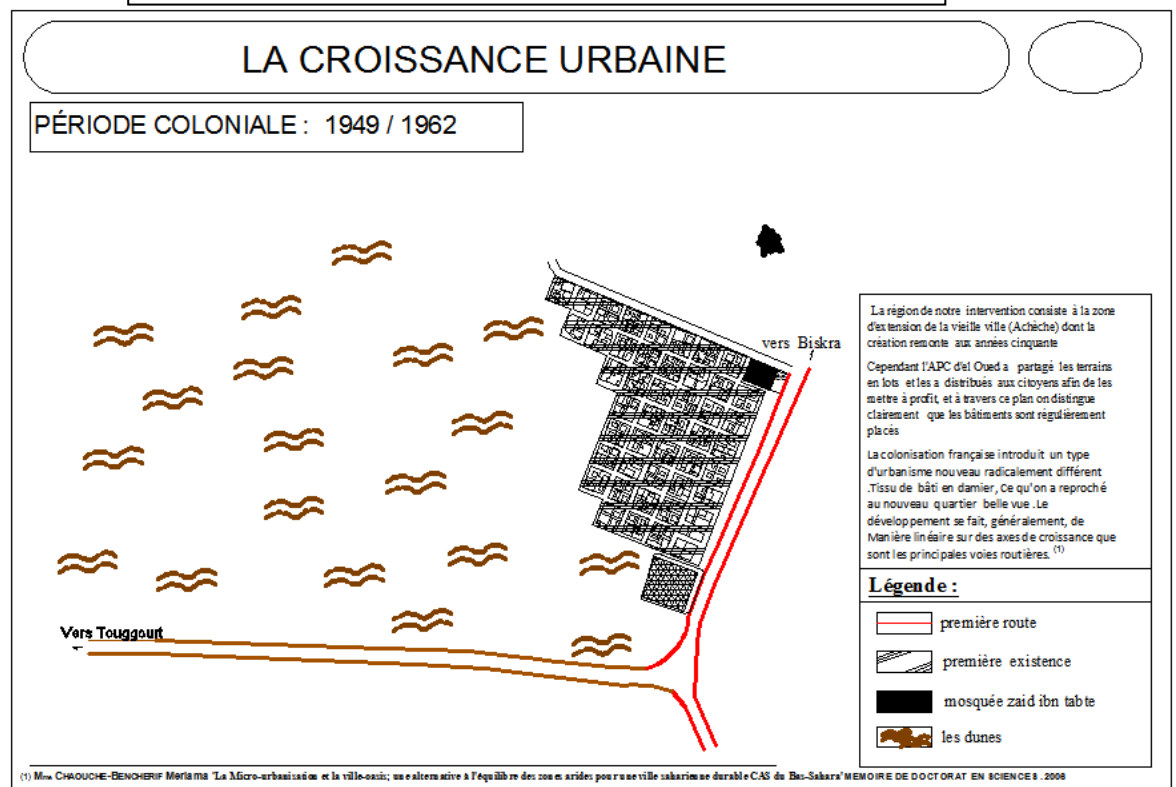 LA CROISSANCE URBAINE
PÉRIODE COLONIALE : 1949 / 1962
vers Biskra
Vers Touggourt
La région de notre intervention consiste à la zone
d'extension de la vieille ville (Achèche) dont la
création remonte aux années cinquante
Cependant l'APC d'el Oued a partagé les terrains
en lots et les a distribués aux citoyens afin de les
mettre à profit, et à travers ce plan on distingue
clairement que les bâtiments sont régulièrement
placés
La colonisation française introduit un type
d'urbanisme nouveau radicalement différent
.Tissu de bâti en damier, Ce qu'on a reproché
au nouveau quartier belle vue .Le
développement se fait, généralement, de
Manière linéaire sur des axes de croissance que
sont les principales voies routières. (1)
Légende :
première route
première existence
mosquée zaid ibn tabte
les dunes
(1) Mme CHAOUCHE-BENCHERIF Meriama "La Micro-urbanisation et la ville-oasis; une alternative à l'équilibre des zones arides pour une ville saharienne durable CAS du Bas-Sahara" MEMOIRE DE DOCTORAT EN SCIENCES . 2006